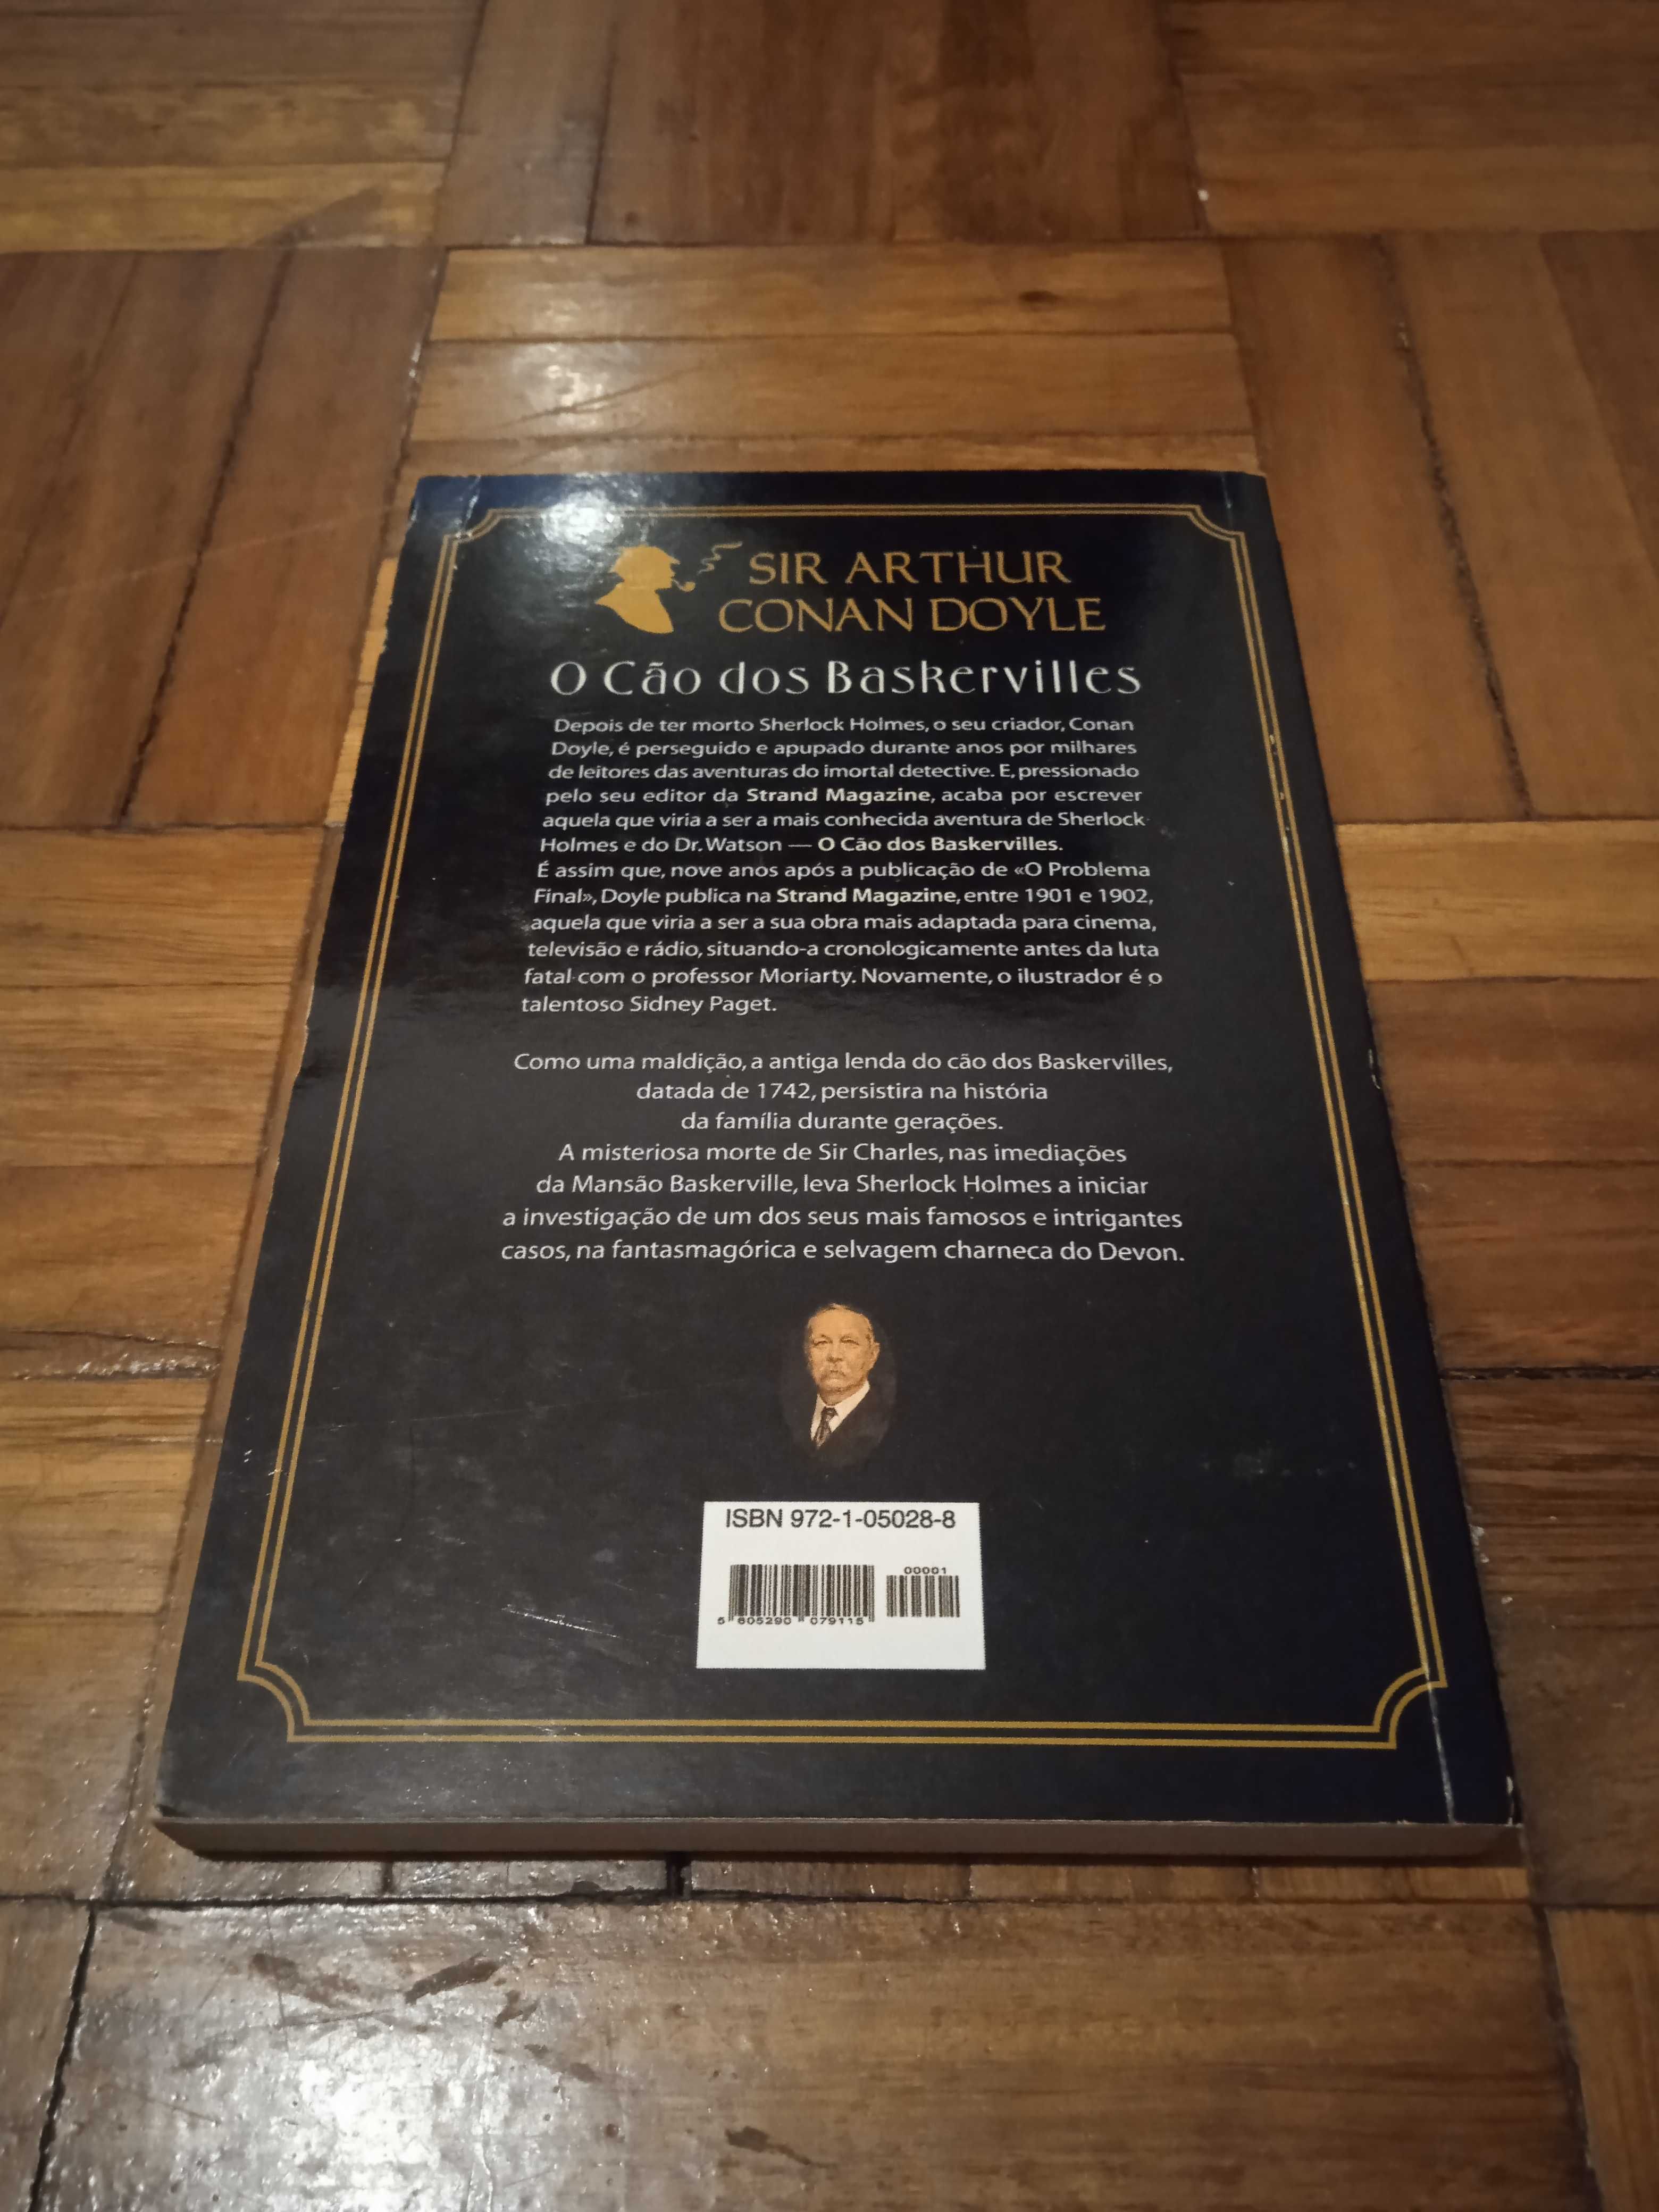 SIR ARTHUR
CONAN DOYLE
O Cão dos Baskervilles
Depois de ter morto Sherlock Holmes, o seu criador, Conan
Doyle, é perseguido e apupado durante anos por milhares
de leitores das aventuras do imortal detective. E, pressionado
pelo seu editor da Strand Magazine, acaba por escrever
aquela que viria a ser a mais conhecida aventura de Sherlock
Holmes e do Dr. Watson — O Cão dos Baskervilles.
É assim que, nove anos após a publicação de «O Problema
Final», Doyle publica na Strand Magazine, entre 1901 e 1902,
aquela que viria a ser a sua obra mais adaptada para cinema,
televisão e rádio, situando-a cronologicamente antes da luta
fatal com o professor Moriarty. Novamente, o ilustrador é o
talentoso Sidney Paget.
Como uma maldição, a antiga lenda do cão dos Baskervilles,
datada de 1742, persistira na história
da família durante gerações.
A misteriosa morte de Sir Charles, nas imediações
da Mansão Baskerville, leva Sherlock Holmes a iniciar
a investigação de um dos seus mais famosos e intrigantes
casos, na fantasmagórica e selvagem charneca do Devon.
ISBN 972-1-05028-8
00001
5 605290 079115